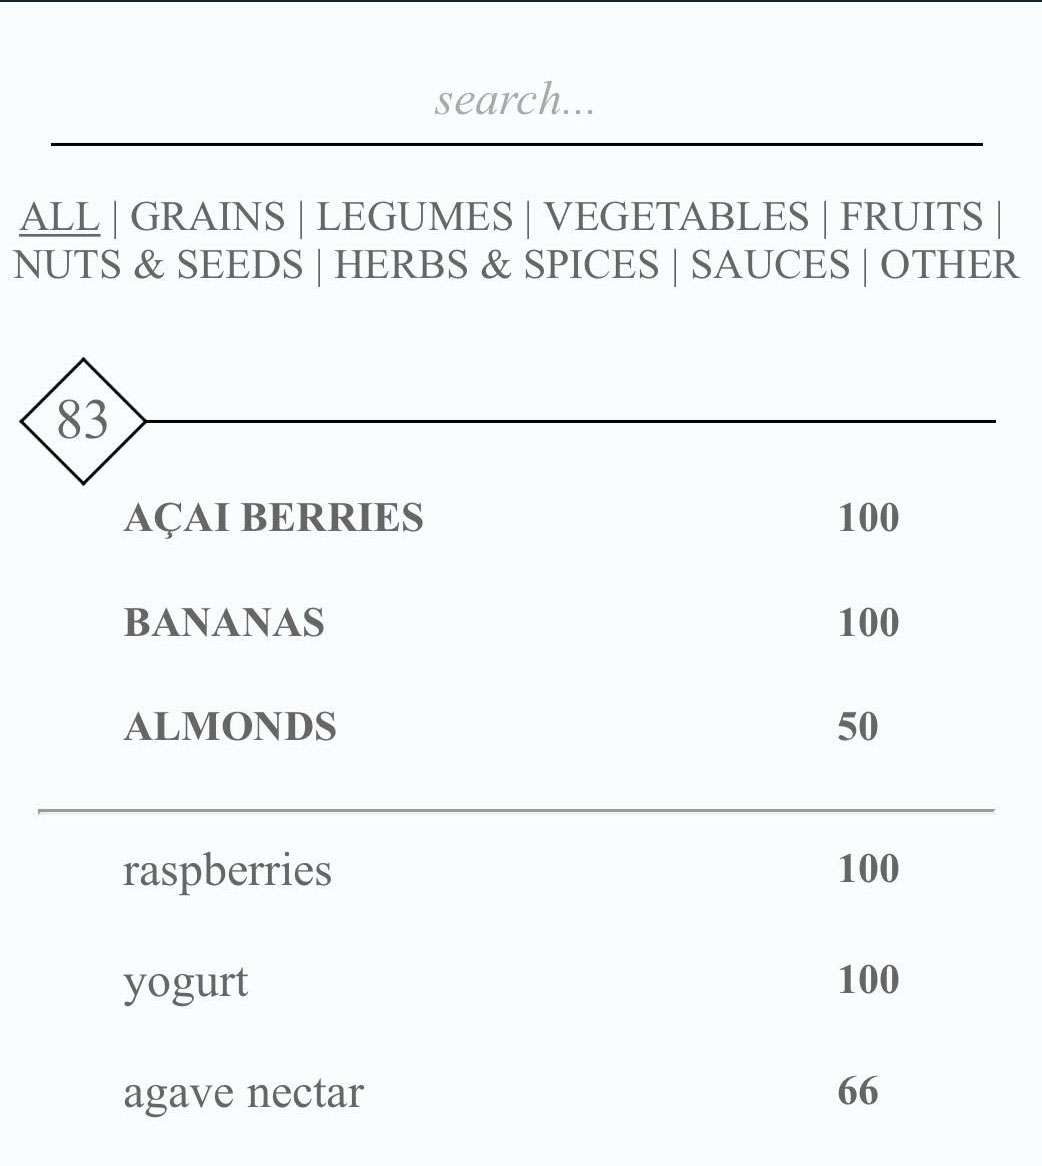 search...
ALL | GRAINS | LEGUMES | VEGETABLES | FRUITS |
NUTS & SEEDS | HERBS & SPICES | SAUCES | OTHER
83
AÇAI BERRIES 100
BANANAS 100
ALMONDS 50
raspberries 100
yogurt 100
agave nectar 66